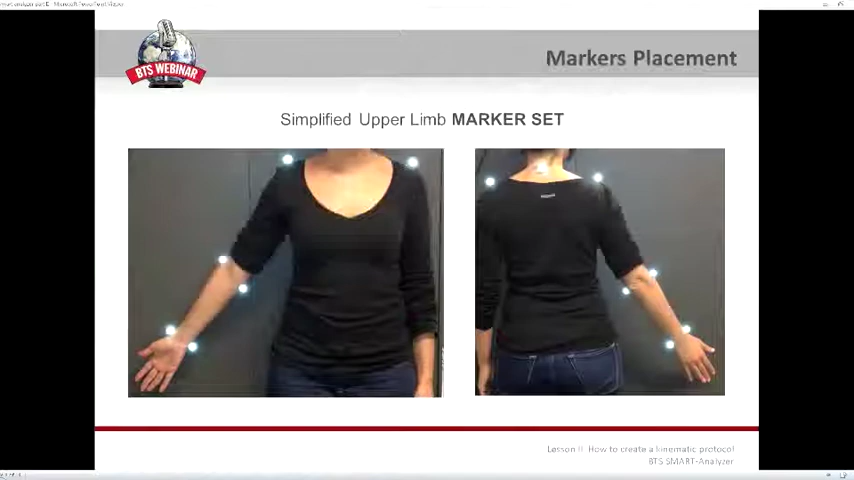 BTS WEBINAR
Markers Placement
Simplified Upper Limb MARKER SET
Lesson II How to create a kinematic protocol
BTS SMART-Analyzer